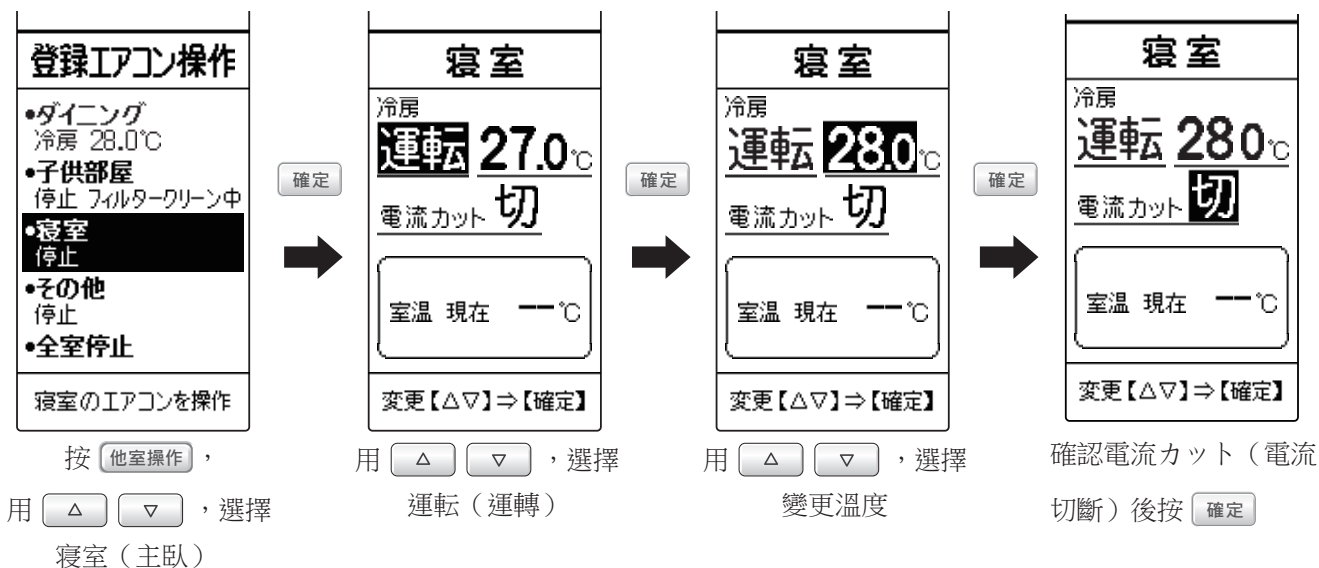 登録エアコン操作
•ダイニング
冷房 28.0℃
•子供部屋
停止 フィルタークリーン中
•寝室
停止
•その他
停止
•全室停止
寝室のエアコンを操作
按 他室操作 ,
用 △ ▽ ,選擇
寝室(主臥)
確定
寝室
冷房
運転 27.0℃
電流カット 切
室温 現在 --℃
変更【△▽】⇒【確定】
用 △ ▽ ,選擇
運転(運轉)
確定
寝室
冷房
運転 28.0℃
電流カット 切
室温 現在 --℃
変更【△▽】⇒【確定】
用 △ ▽ ,選擇
變更溫度
確定
寝室
冷房
運転 28.0℃
電流カット 切
室温 現在 --℃
変更【△▽】⇒【確定】
確認電流カット(電流
切斷)後按 確定